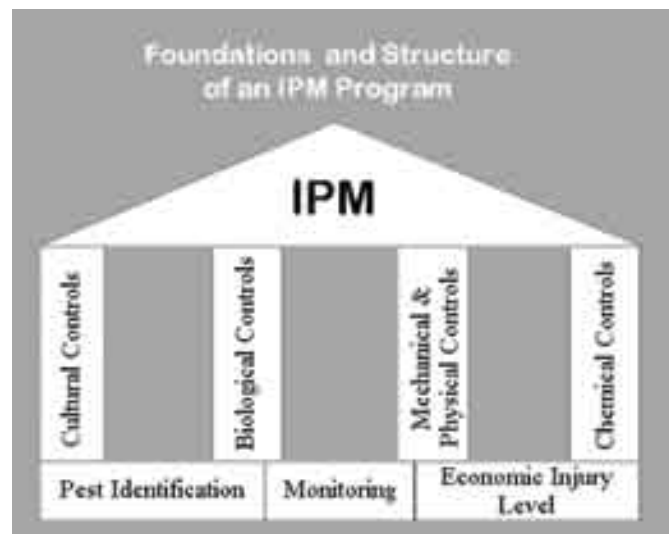 Foundations and Structure
of an IPM Program
IPM
Cultural Controls
Biological Controls
Mechanical &
Physical Controls
Chemical Controls
Pest Identification
Monitoring
Economic Injury
Level